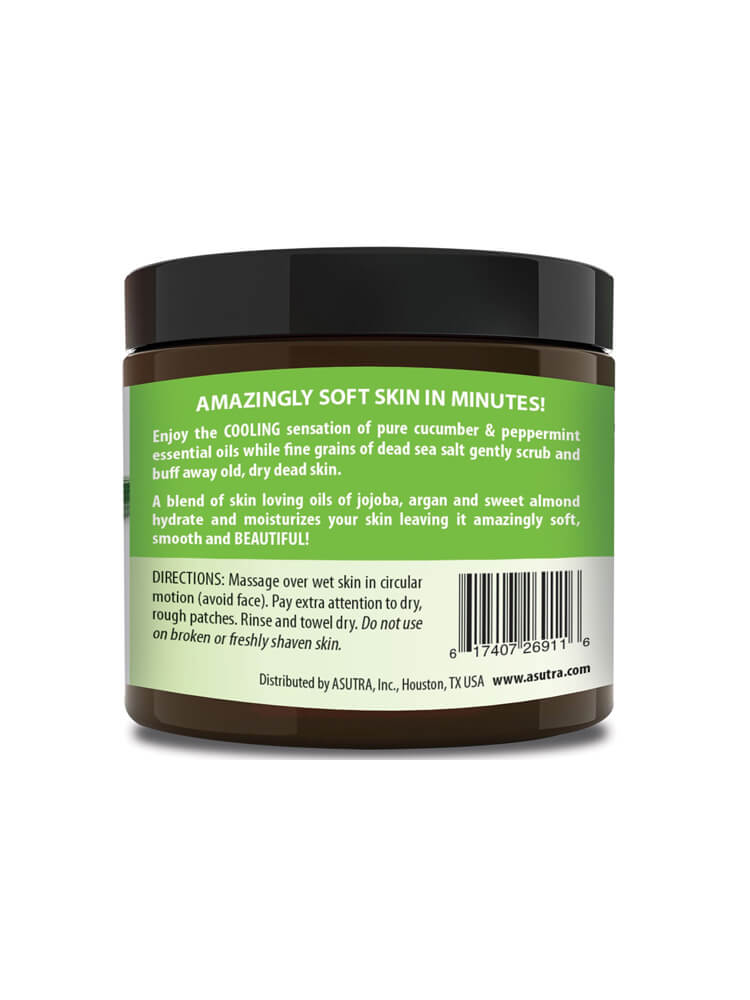 AMAZINGLY SOFT SKIN IN MINUTES!
Enjoy the COOLING sensation of pure cucumber & peppermint
essential oils while fine grains of dead sea salt gently scrub and
buff away old, dry dead skin.
A blend of skin loving oils of jojoba, argan and sweet almond
hydrate and moisturizes your skin leaving it amazingly soft,
smooth and BEAUTIFUL!
DIRECTIONS: Massage over wet skin in circular
motion (avoid face). Pay extra attention to dry,
rough patches. Rinse and towel dry. Do not use
on broken or freshly shaven skin.
6 17407 26911 6
Distributed by ASUTRA, Inc., Houston, TX USA www.asutra.com